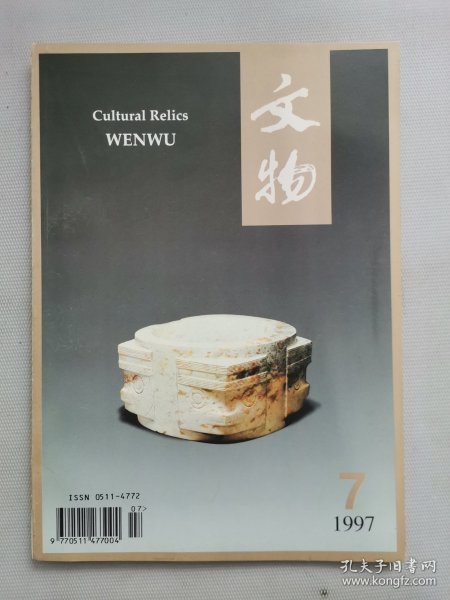 Cultural Relics
WENWU
文物
ISSN 0511-4772
07>
9 770511 477004
7
1997
孔夫子旧书网
www.kongfz.com